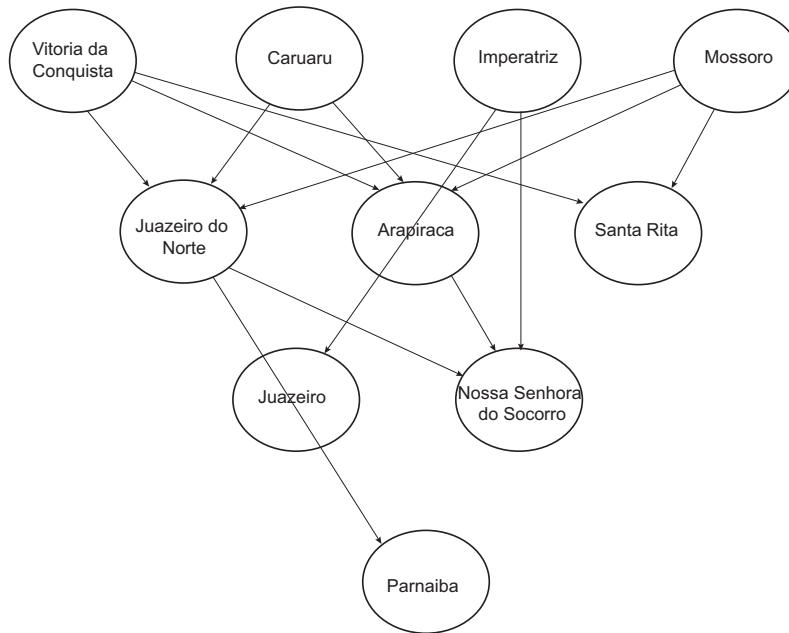 Vitoria da
Conquista
Caruaru
Imperatriz
Mossoro
Juazeiro do
Norte
Arapiraca
Santa Rita
Juazeiro
Nossa Senhora
do Socorro
Parnaiba